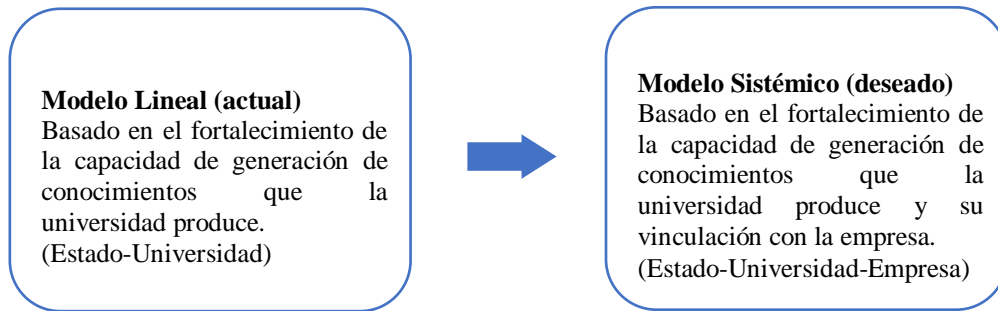 Modelo Lineal (actual)
Basado en el fortalecimiento de
la capacidad de generación de
conocimientos que la
universidad produce.
(Estado-Universidad)
Modelo Sistémico (deseado)
Basado en el fortalecimiento de
la capacidad de generación de
conocimientos que la
universidad produce y su
vinculación con la empresa.
(Estado-Universidad-Empresa)